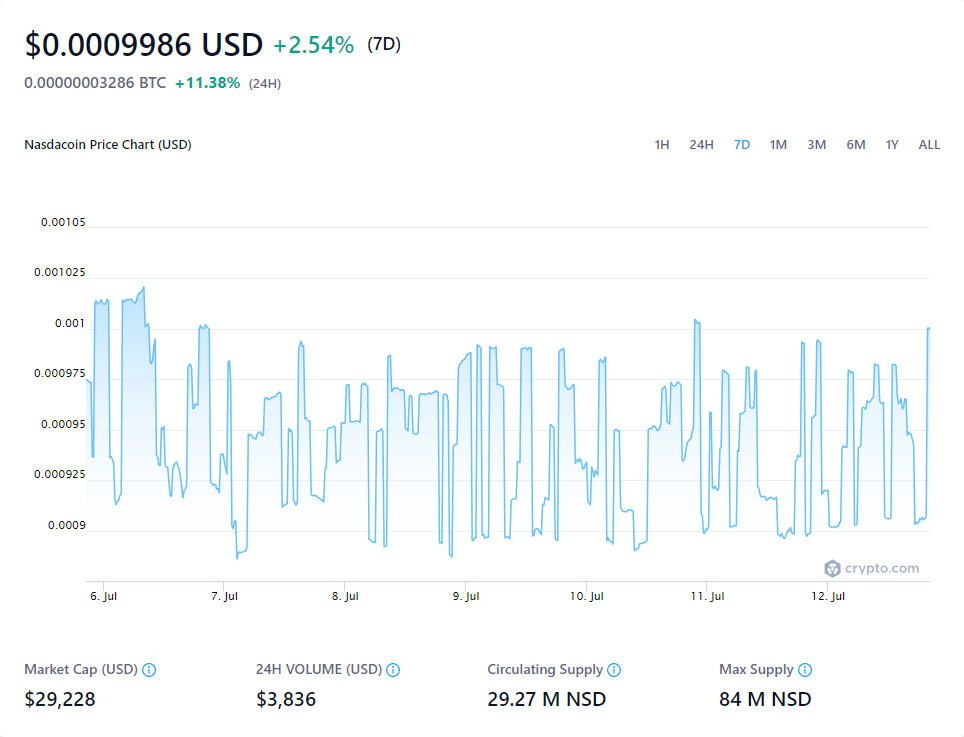 $0.0009986 USD +2.54% (7D)
0.00000003286 BTC +11.38% (24H)
Nasdacoin Price Chart (USD) 1H 24H 7D 1M 3M 6M 1Y ALL
0.00105
0.001025
0.001
0.000975
0.00095
0.000925
0.0009
crypto.com
6. Jul 7. Jul 8. Jul 9. Jul 10. Jul 11. Jul 12. Jul
Market Cap (USD) 24H VOLUME (USD) Circulating Supply Max Supply
$29,228 $3,836 29.27 M NSD 84 M NSD